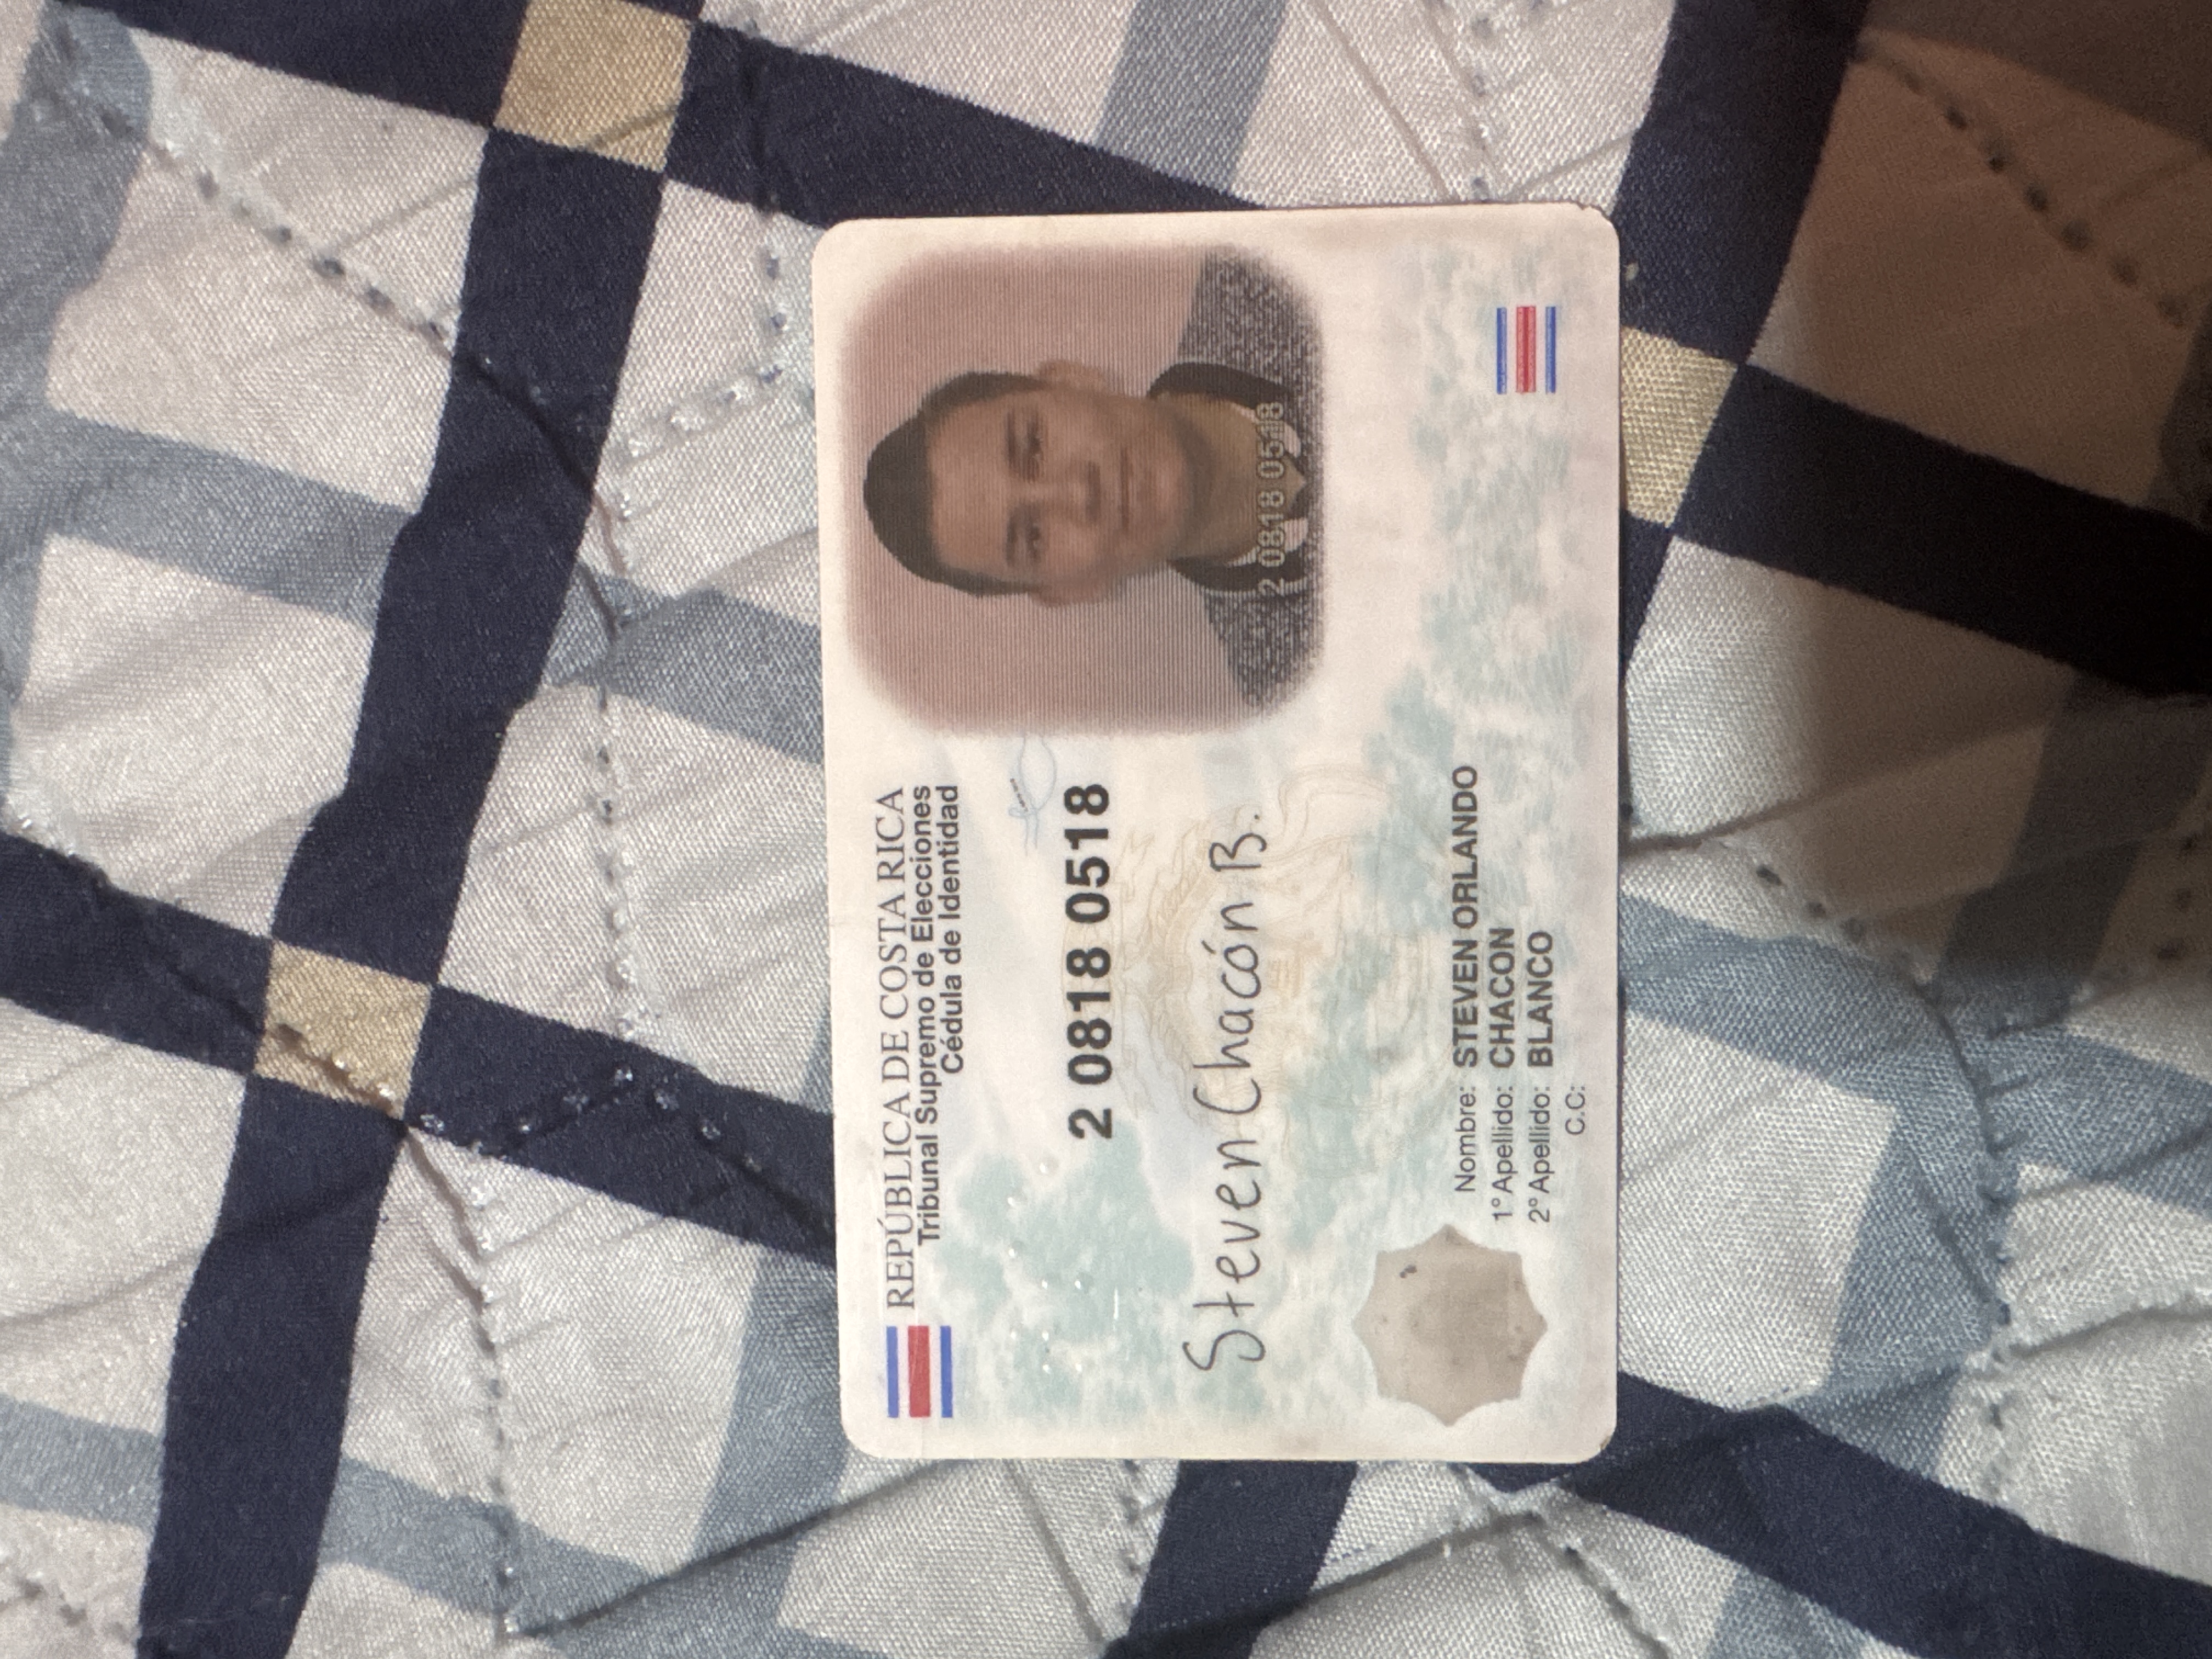 REPÚBLICA DE COSTA RICA
Tribunal Supremo de Elecciones
Cédula de Identidad
2 0818 0518
Steven Chacón B.
2 0818 0518
Nombre: STEVEN ORLANDO
1° Apellido: CHACON
2° Apellido: BLANCO
C.C: